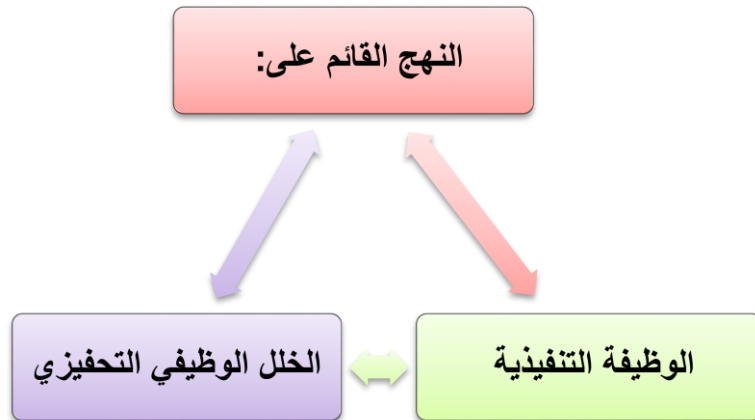 النهج القائم على:
الوظيفة التنفيذية
الخلل الوظيفي التحفيزي